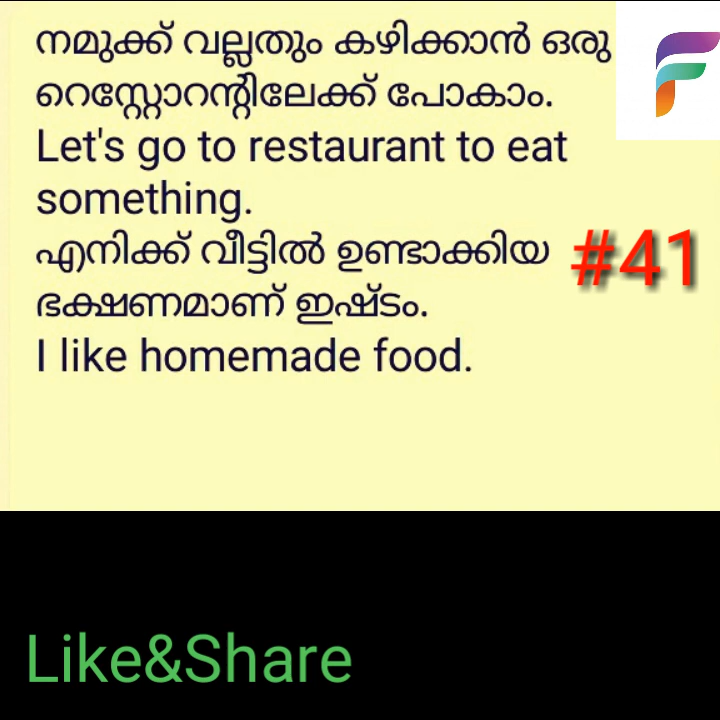 നമുക്ക് വല്ലതും കഴിക്കാൻ ഒരു
റെസ്റ്റോറന്റിലേക്ക് പോകാം.
Let's go to restaurant to eat
something.
എനിക്ക് വീട്ടിൽ ഉണ്ടാക്കിയ #41
ഭക്ഷണമാണ് ഇഷ്ടം.
I like homemade food.
Like&Share